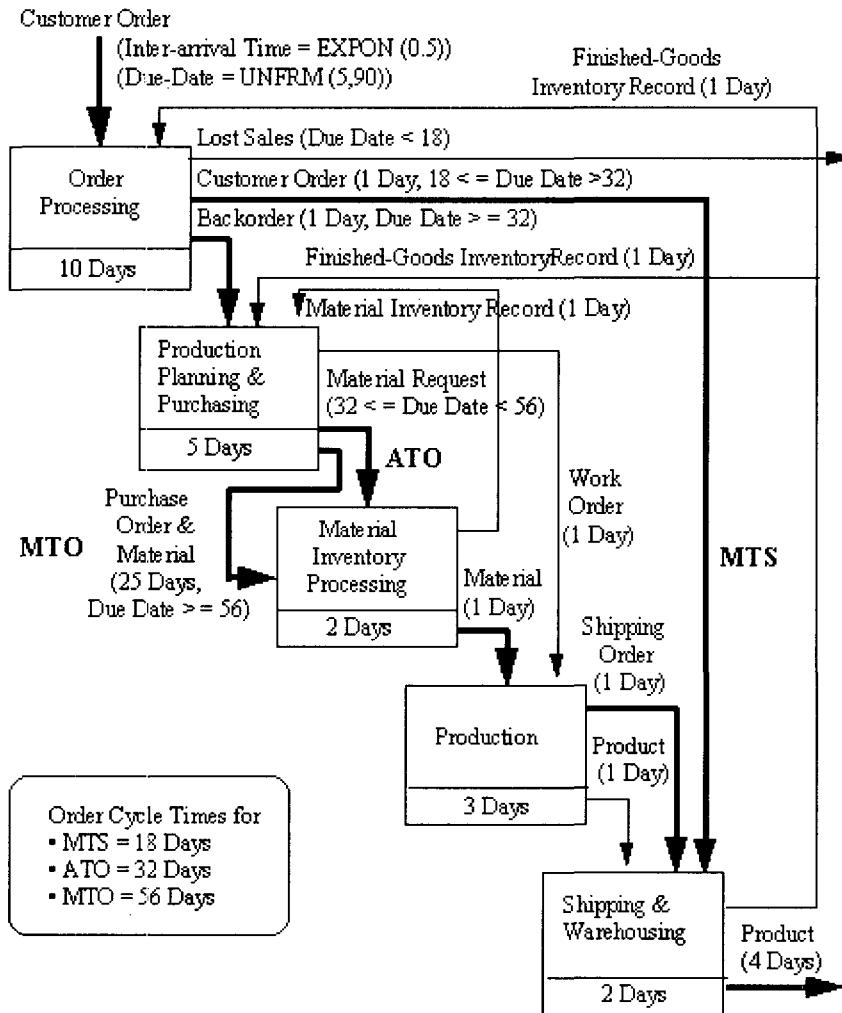 Customer Order
(Inter-arrival Time = EXPON (0.5))
(Due-Date = UNFRM (5,90))
Finished-Goods
Inventory Record (1 Day)
Lost Sales (Due Date < 18)
Order
Processing
10 Days
Customer Order (1 Day, 18 < = Due Date >32)
Backorder (1 Day, Due Date > = 32)
Finished-Goods InventoryRecord (1 Day)
Material Inventory Record (1 Day)
Production
Planning &
Purchasing
5 Days
Material Request
(32 < = Due Date < 56)
ATO
Work
Order
(1 Day)
MTS
MTO
Purchase
Order &
Material
(25 Days,
Due Date > = 56)
Material
Inventory
Processing
2 Days
Material
(1 Day)
Shipping
Order
(1 Day)
Production
3 Days
Product
(1 Day)
Order Cycle Times for
▪ MTS = 18 Days
▪ ATO = 32 Days
▪ MTO = 56 Days
Shipping &
Warehousing
2 Days
Product
(4 Days)